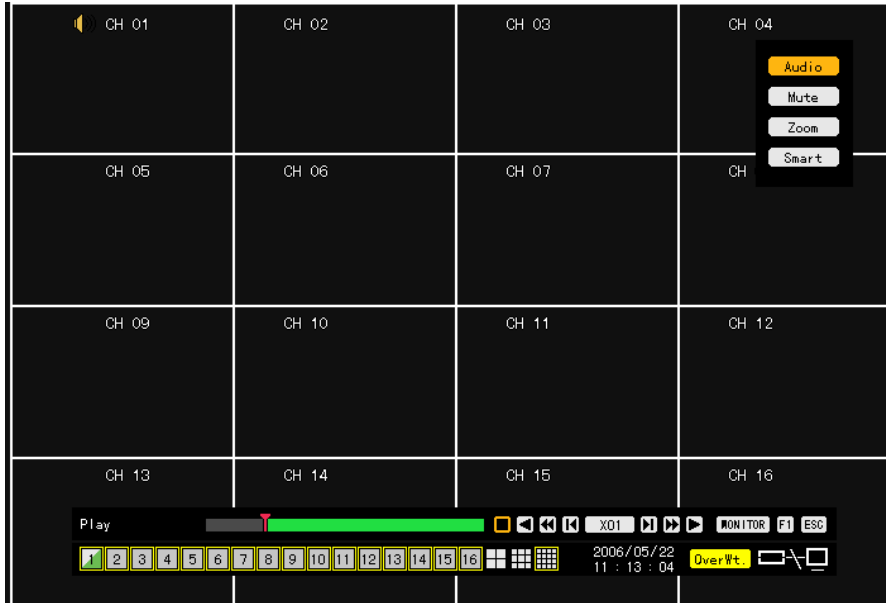 CH 01 CH 02 CH 03 CH 04
Audio
Mute
Zoom
Smart
CH 05 CH 06 CH 07 CH
CH 09 CH 10 CH 11 CH 12
CH 13 CH 14 CH 15 CH 16
Play X01 MONITOR F1 ESC
1 2 3 4 5 6 7 8 9 10 11 12 13 14 15 16 2006/05/22 OverWt.
11 : 13 : 04